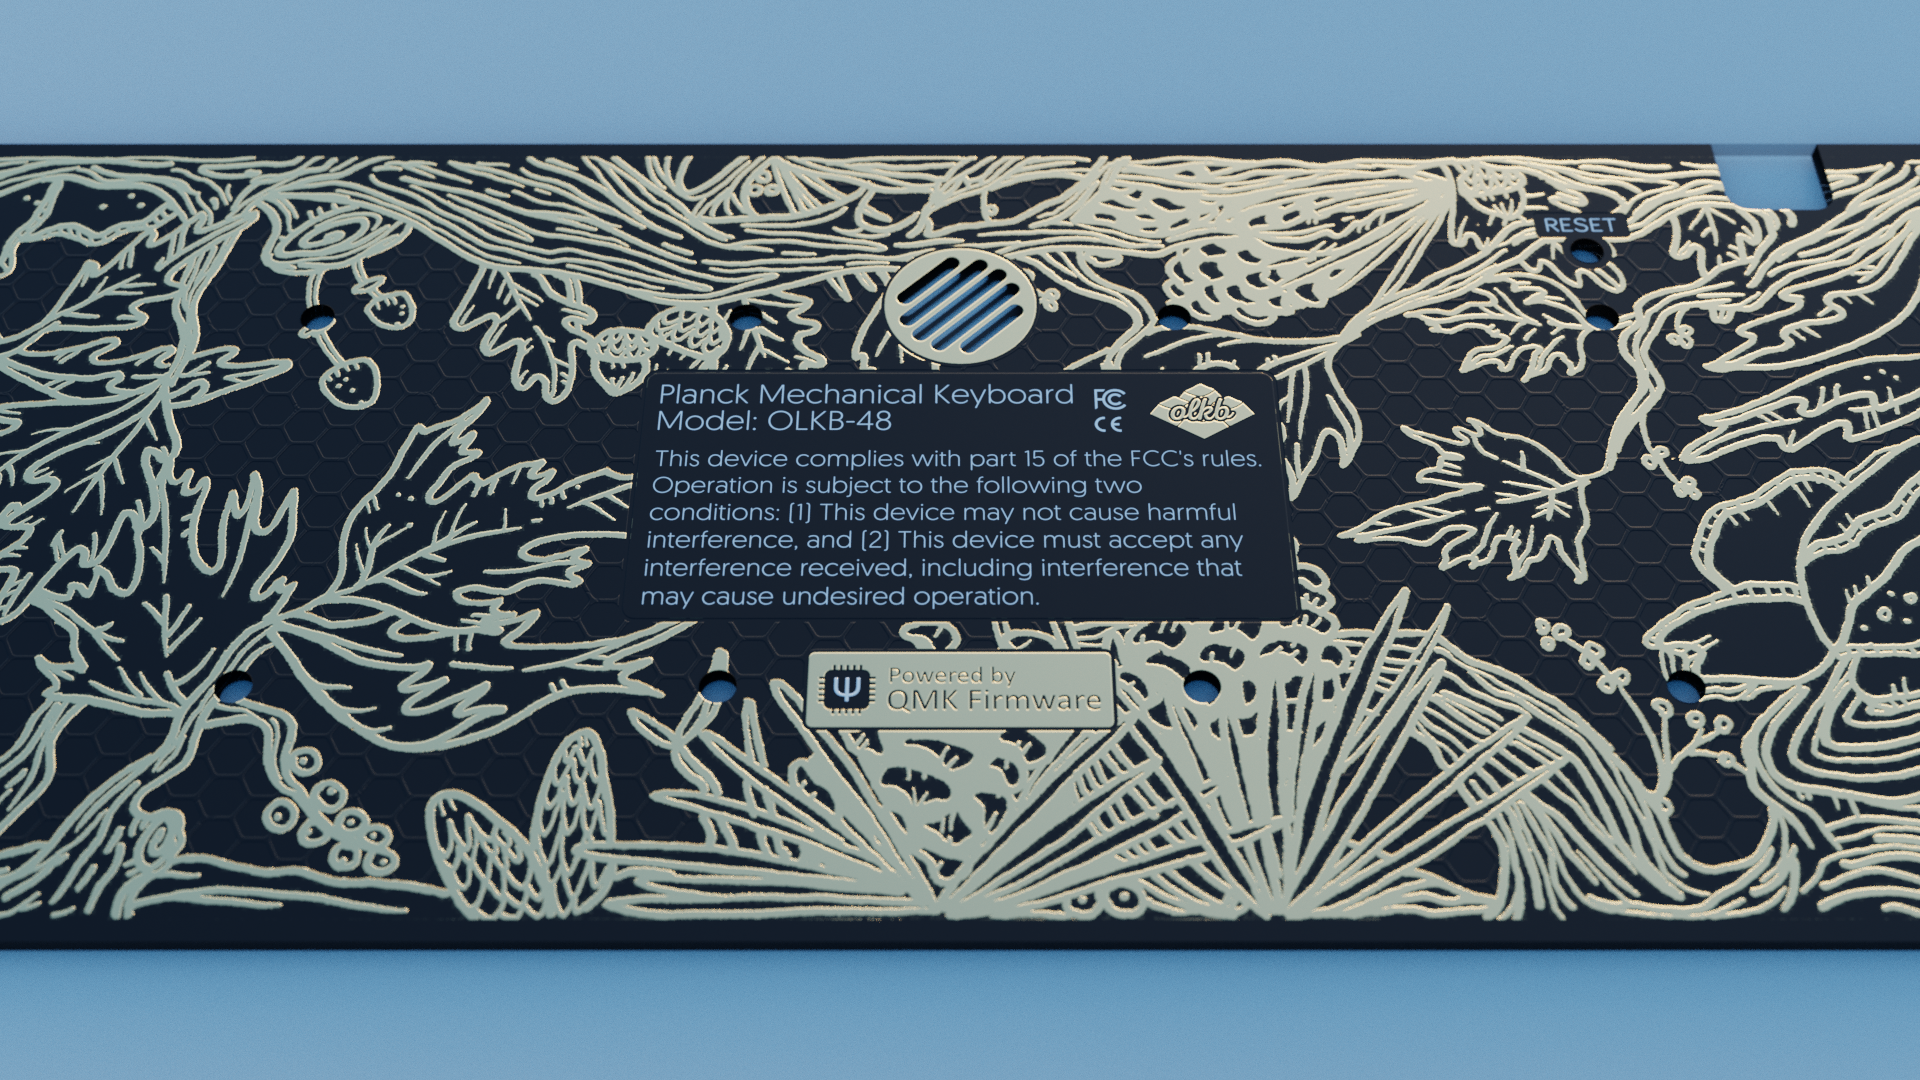 RESET
Planck Mechanical Keyboard
Model: OLKB-48
FC
CE
olkb
This device complies with part 15 of the FCC's rules.
Operation is subject to the following two
conditions: (1) This device may not cause harmful
interference, and (2) This device must accept any
interference received, including interference that
may cause undesired operation.
Ψ
Powered by
QMK Firmware